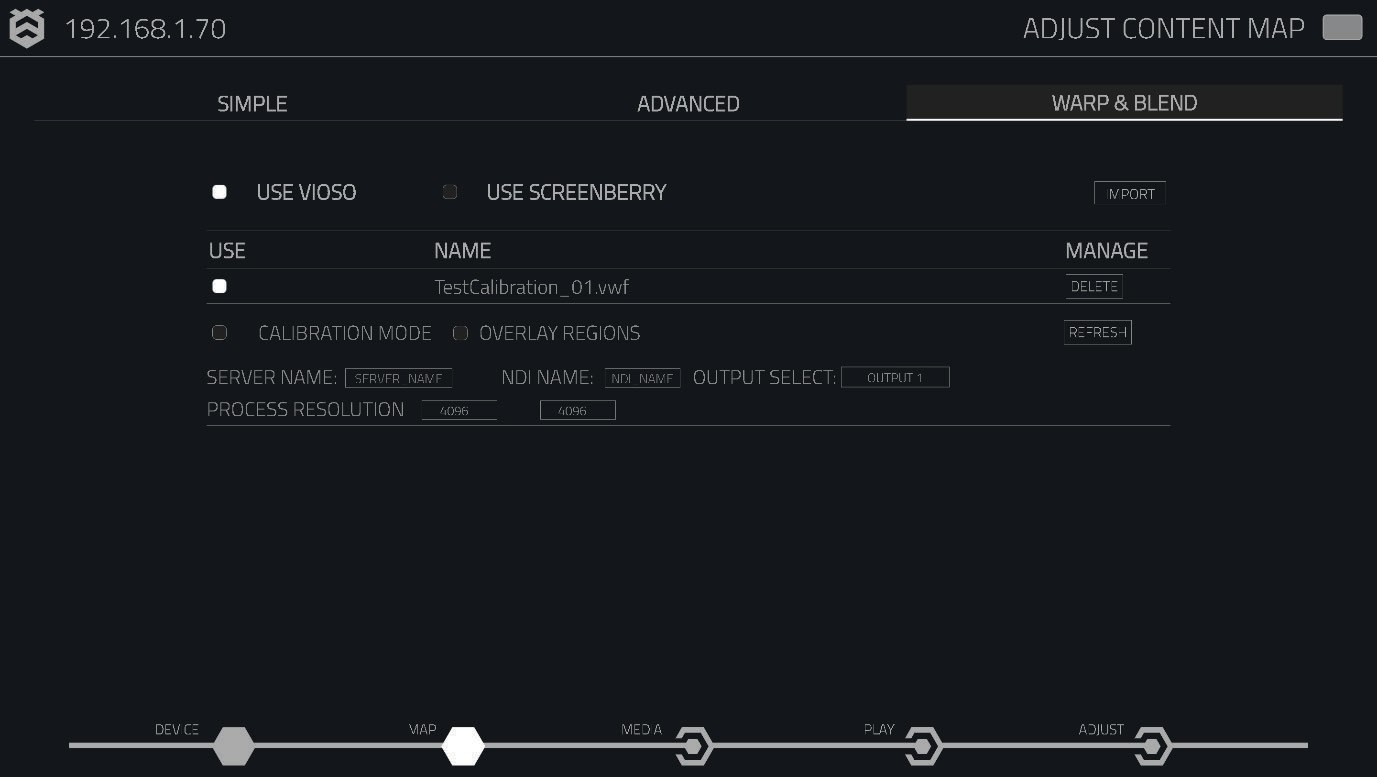 192.168.1.70 ADJUST CONTENT MAP
SIMPLE ADVANCED WARP & BLEND
USE VIOSO USE SCREENBERRY IMPORT
USE NAME MANAGE
TestCalibration_01.vwf DELETE
CALIBRATION MODE OVERLAY REGIONS REFRESH
SERVER NAME: SERVER_NAME NDI NAME: NDI_NAME OUTPUT SELECT: OUTPUT 1
PROCESS RESOLUTION 4096 4096
DEVICE MAP MEDIA PLAY ADJUST